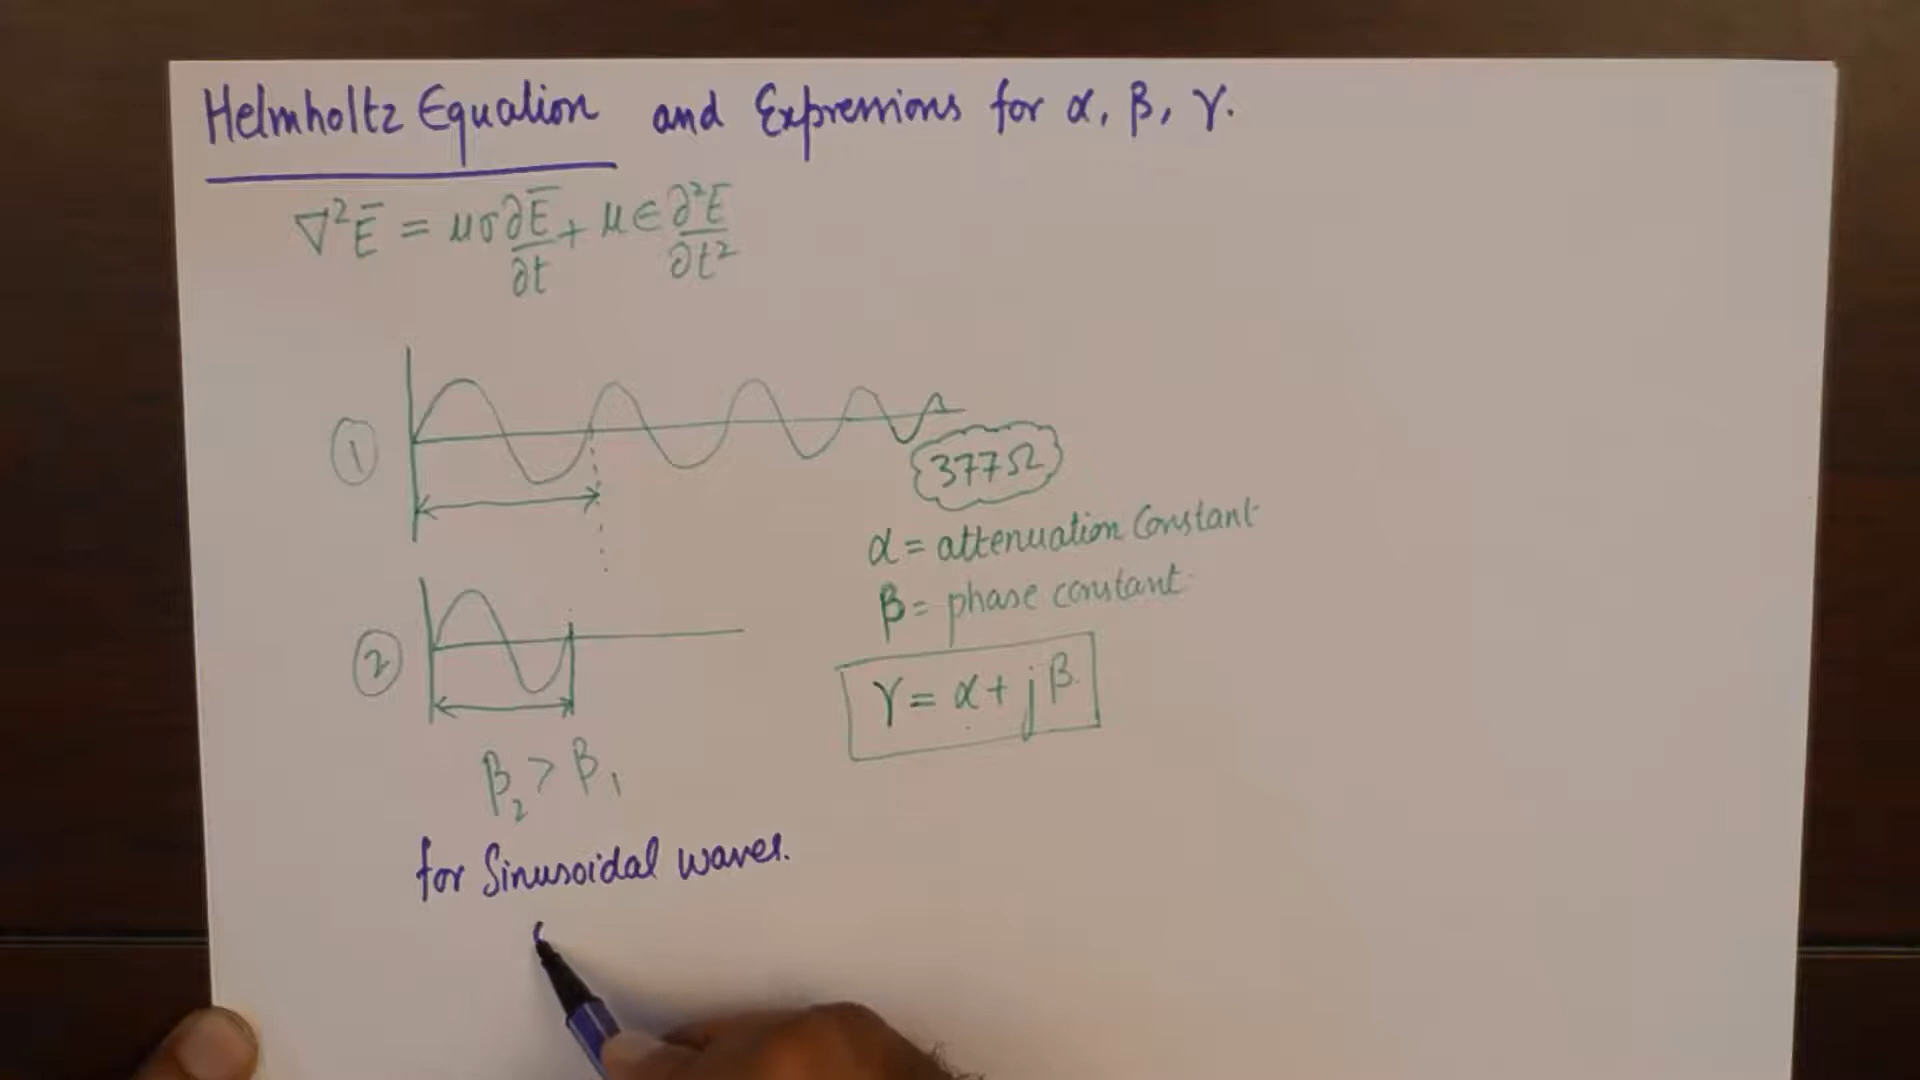 Helmholtz Equation and Expressions for α, β, γ.
∇²E̅ = μσ ∂E̅/∂t + μ∈ ∂²E/∂t²
①
377Ω
α = attenuation Constant
β = phase constant
②
γ = α + jβ
β₂ > β₁
for Sinusoidal waves.